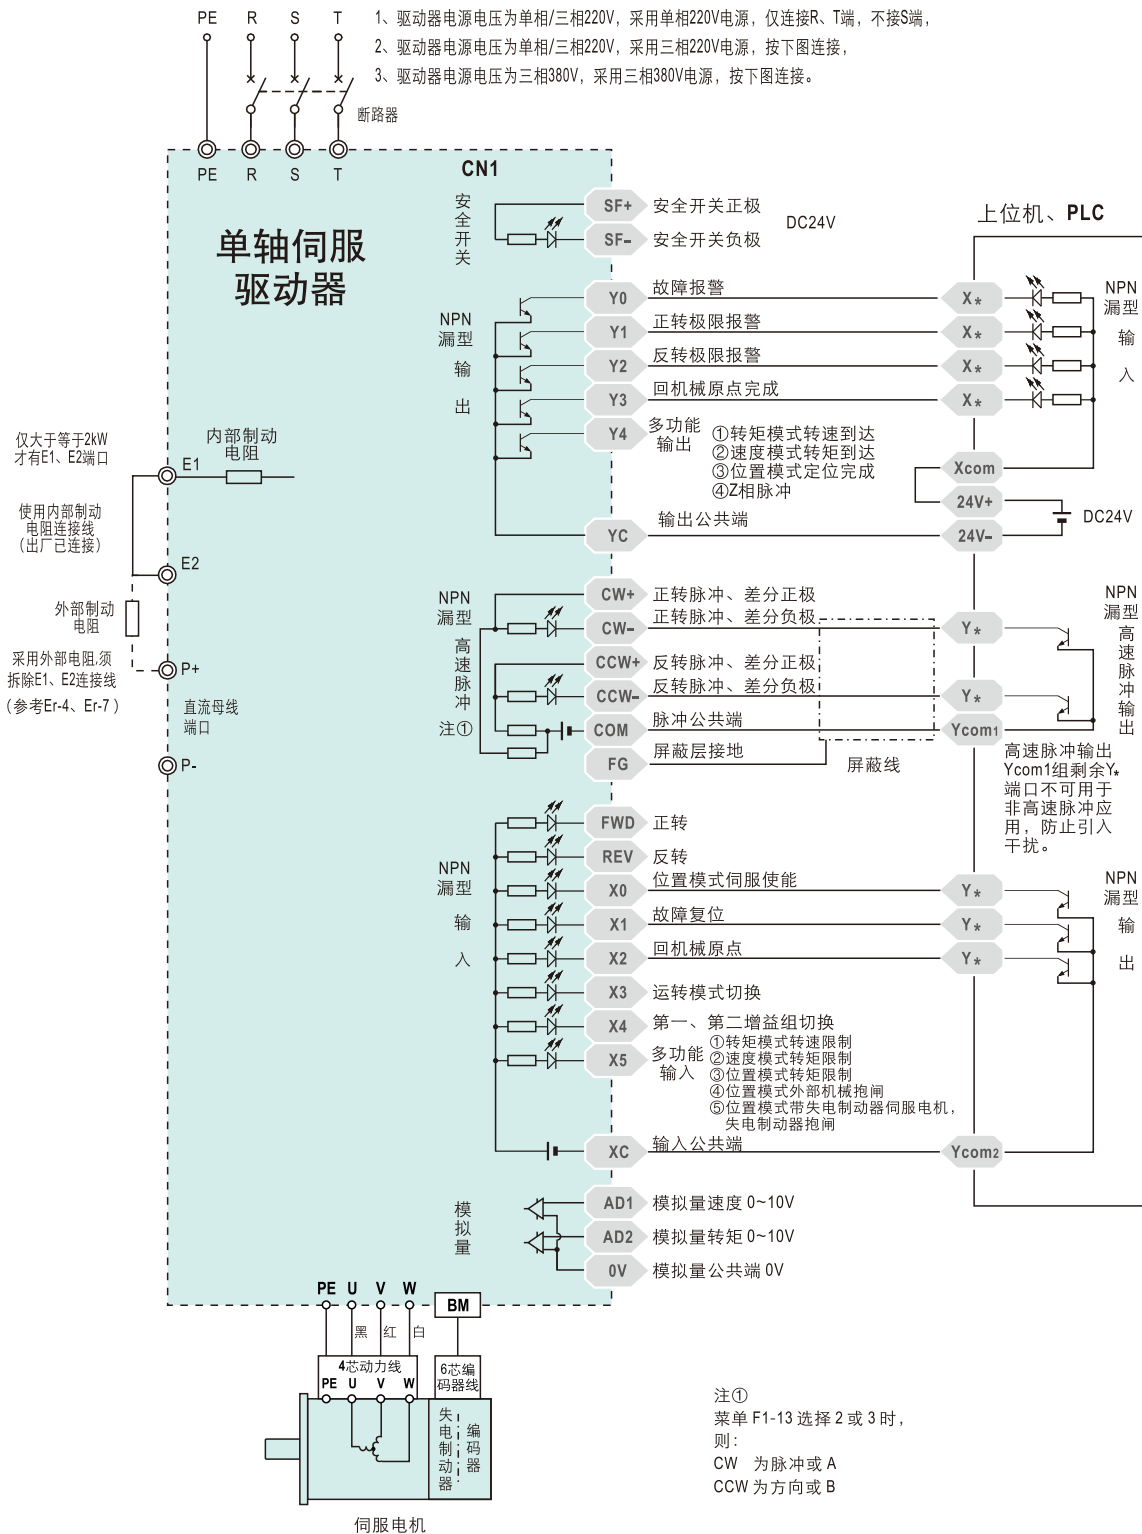 PE R S T
1、驱动器电源电压为单相/三相220V，采用单相220V电源，仅连接R、T端，不接S端，
2、驱动器电源电压为单相/三相220V，采用三相220V电源，按下图连接，
3、驱动器电源电压为三相380V，采用三相380V电源，按下图连接。
断路器
PE R S T
CN1
单轴伺服
驱动器
安全开关
SF+ 安全开关正极
SF- 安全开关负极
DC24V
上位机、PLC
NPN
漏型
输
出
Y0 故障报警 X*
Y1 正转极限报警 X*
Y2 反转极限报警 X*
Y3 回机械原点完成 X*
Y4 多功能
输出
①转矩模式转速到达
②速度模式转矩到达
③位置模式定位完成
④Z相脉冲
NPN
漏型
输
入
Xcom
24V+
DC24V
YC 输出公共端 24V-
仅大于等于2kW
才有E1、E2端口
E1
内部制动
电阻
使用内部制动
电阻连接线
（出厂已连接）
E2
外部制动
电阻
采用外部电阻,须
拆除E1、E2连接线
（参考Er-4、Er-7）
P+
直流母线
端口
P-
NPN
漏型
高速脉冲
注①
CW+ 正转脉冲、差分正极
CW- 正转脉冲、差分负极 Y*
CCW+ 反转脉冲、差分正极
CCW- 反转脉冲、差分负极 Y*
COM 脉冲公共端 Ycom1
FG 屏蔽层接地
屏蔽线
NPN
漏型
高速脉冲输出
高速脉冲输出
Ycom1组剩余Y*
端口不可用于
非高速脉冲应
用，防止引入
干扰。
NPN
漏型
输
入
FWD 正转
REV 反转
X0 位置模式伺服使能 Y*
X1 故障复位 Y*
X2 回机械原点 Y*
X3 运转模式切换
X4 第一、第二增益组切换
X5 多功能
输入
①转矩模式转速限制
②速度模式转矩限制
③位置模式转矩限制
④位置模式外部机械抱闸
⑤位置模式带失电制动器伺服电机，
失电制动器抱闸
NPN
漏型
输
出
XC 输入公共端 Ycom2
模拟量
AD1 模拟量速度 0~10V
AD2 模拟量转矩 0~10V
0V 模拟量公共端 0V
PE U V W
BM
黑 红 白
4芯动力线
PE U V W
6芯编
码器线
失电制动器
编码器
伺服电机
注①
菜单 F1-13 选择 2 或 3 时，
则：
CW 为脉冲或 A
CCW 为方向或 B